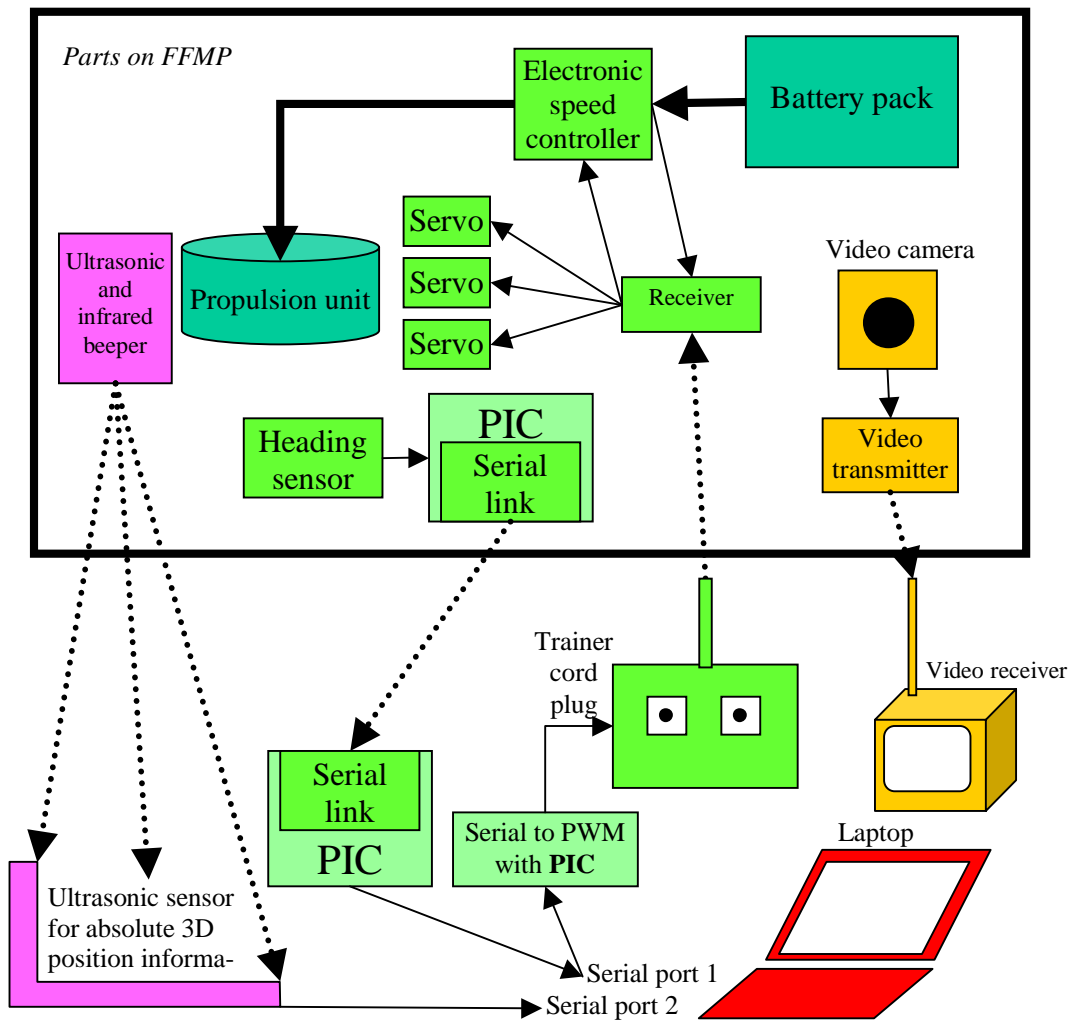 Parts on FFMP
Electronic
speed
controller
Battery pack
Servo
Servo
Servo
Ultrasonic
and
infrared
beeper
Propulsion unit
Receiver
Video camera
Heading
sensor
PIC
Serial
link
Video
transmitter
Trainer
cord
plug
Video receiver
Serial
link
PIC
Serial to PWM
with PIC
Laptop
Ultrasonic sensor
for absolute 3D
position informa-
Serial port 1
Serial port 2